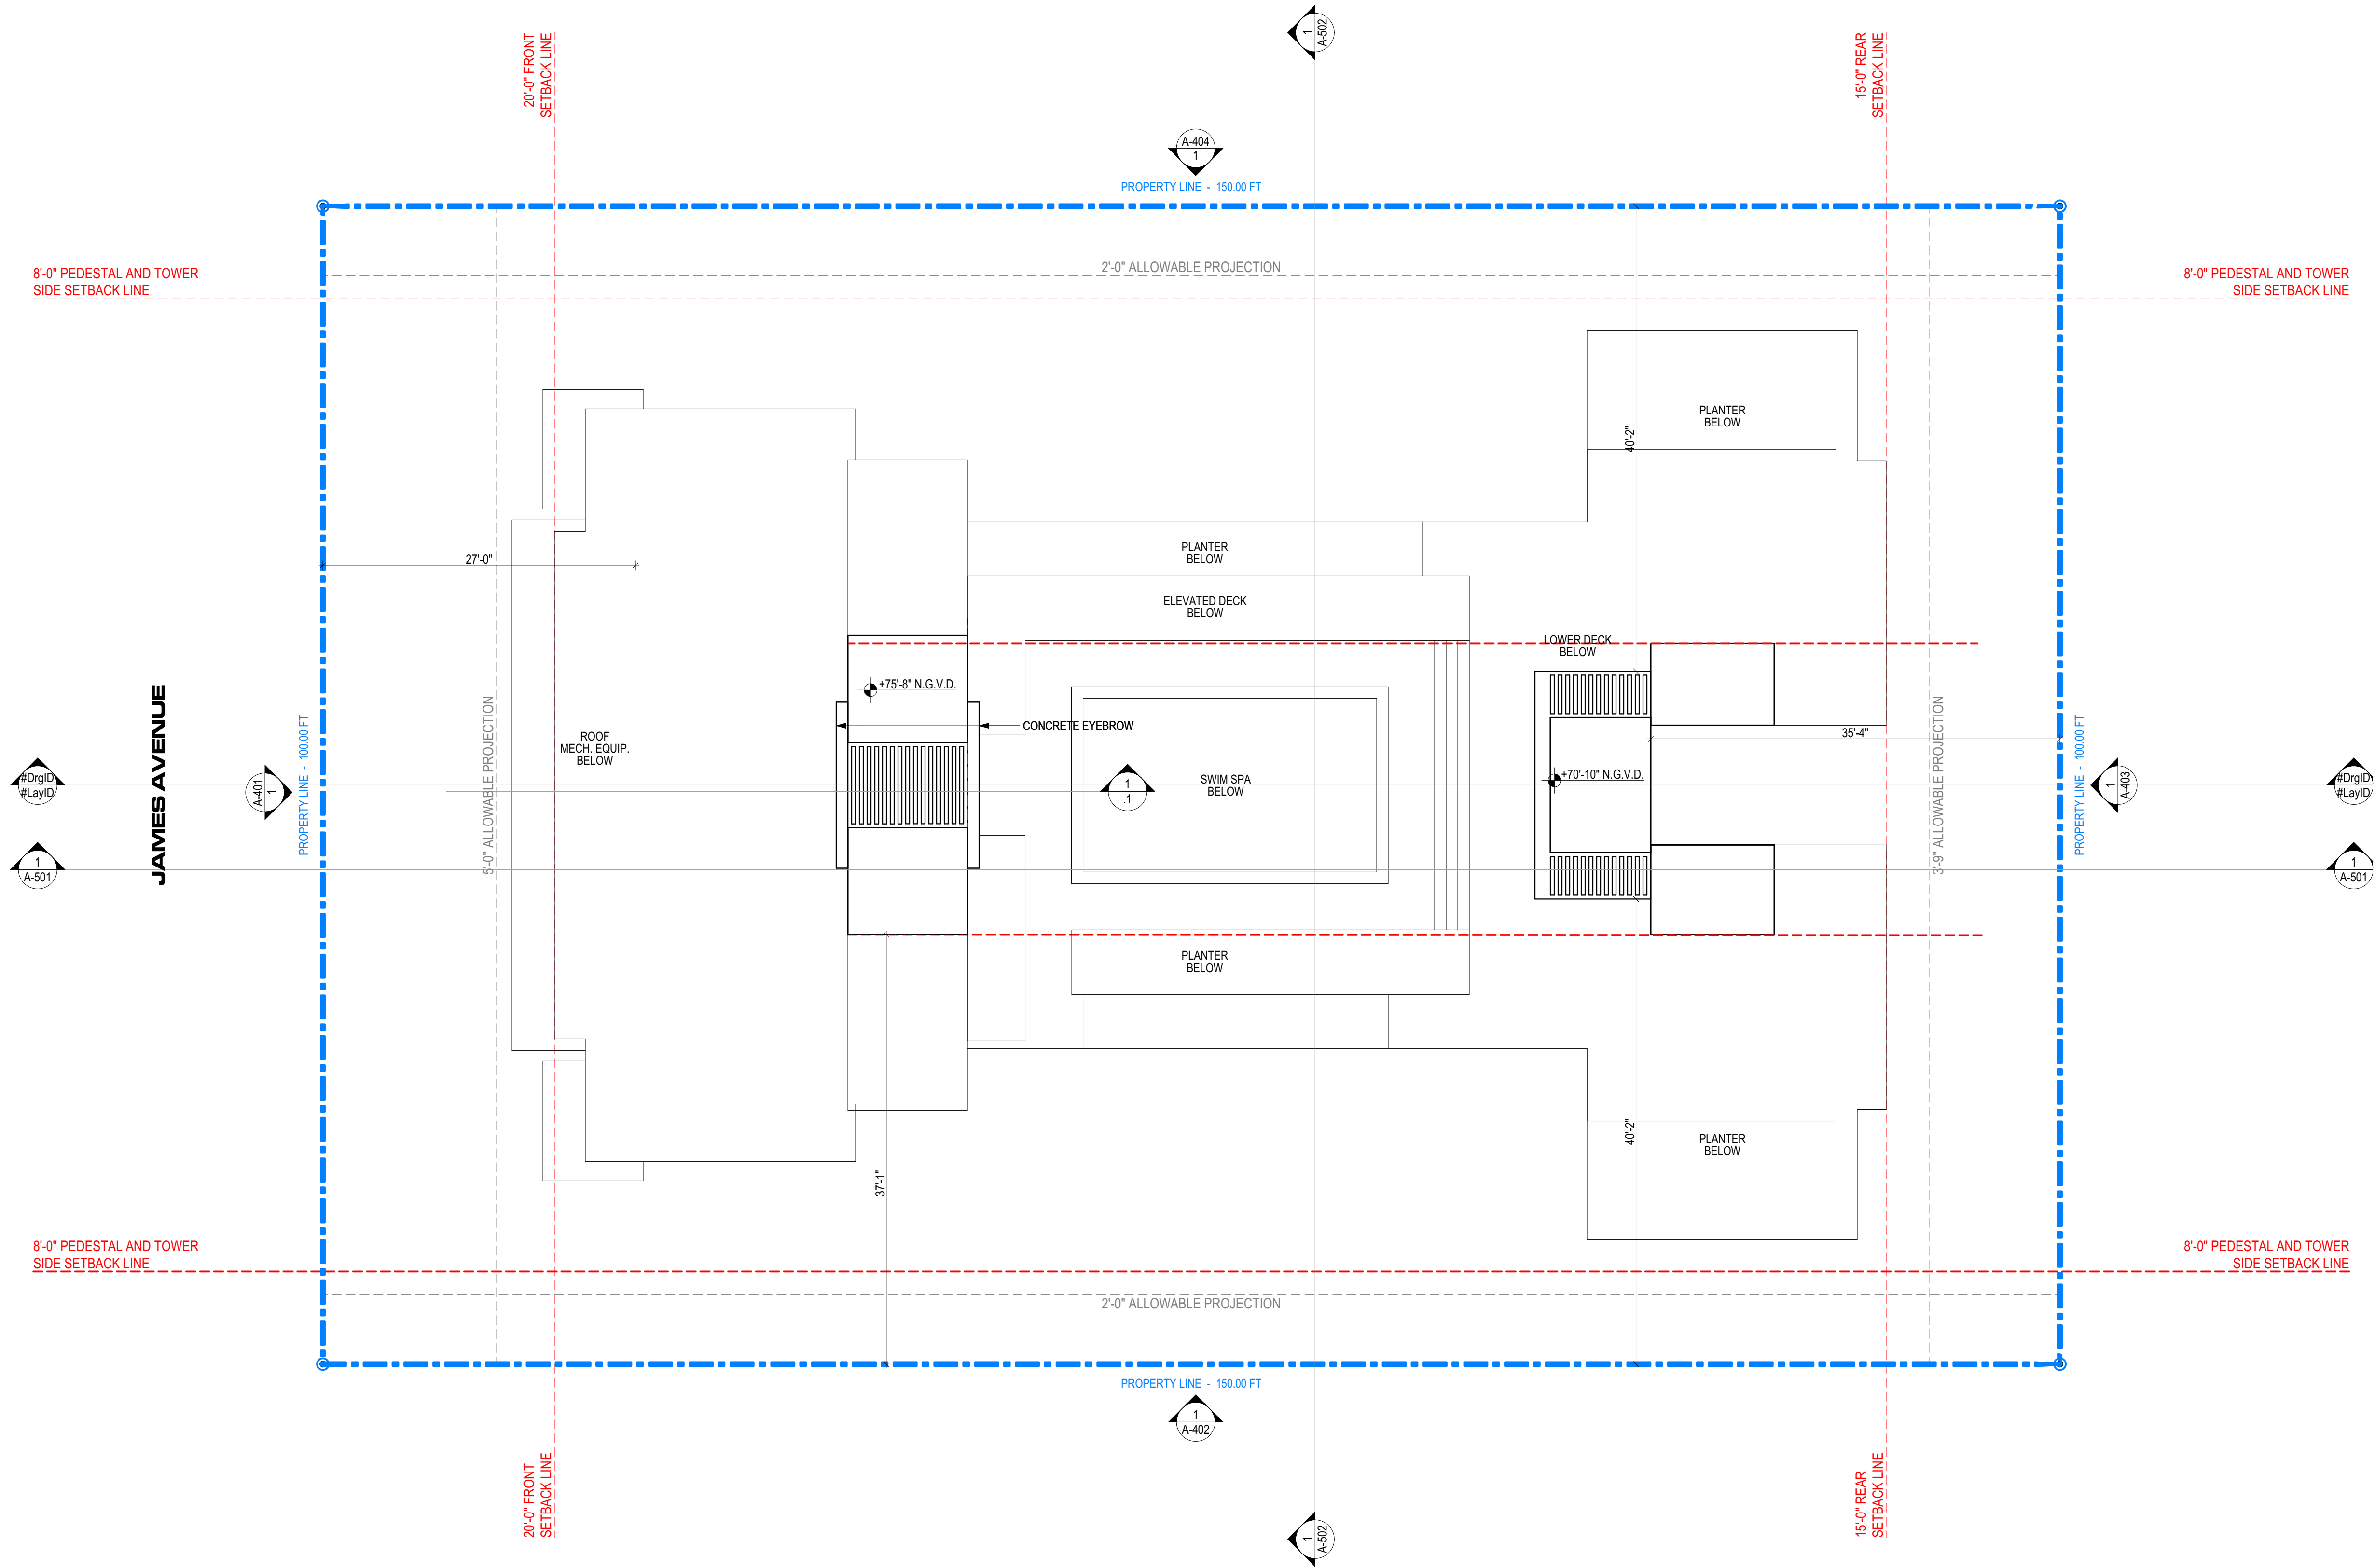 20'-0" FRONT
SETBACK LINE
1
A-502
15'-0" REAR
SETBACK LINE
A-404
1
PROPERTY LINE - 150.00 FT
8'-0" PEDESTAL AND TOWER
SIDE SETBACK LINE
2'-0" ALLOWABLE PROJECTION
8'-0" PEDESTAL AND TOWER
SIDE SETBACK LINE
PLANTER
BELOW
40'-2"
27'-0"
PLANTER
BELOW
ELEVATED DECK
BELOW
LOWER DECK
BELOW
+75'-8" N.G.V.D.
CONCRETE EYEBROW
ROOF
MECH. EQUIP.
BELOW
35'-4"
SWIM SPA
BELOW
+70'-10" N.G.V.D.
JAMES AVENUE
#DrgID
#LayID
A-401
1
PROPERTY LINE - 100.00 FT
5'-0" ALLOWABLE PROJECTION
1
.1
3'-9" ALLOWABLE PROJECTION
PROPERTY LINE - 100.00 FT
1
A-403
#DrgID
#LayID
1
A-501
1
A-501
PLANTER
BELOW
40'-2"
PLANTER
BELOW
37'-1"
8'-0" PEDESTAL AND TOWER
SIDE SETBACK LINE
8'-0" PEDESTAL AND TOWER
SIDE SETBACK LINE
2'-0" ALLOWABLE PROJECTION
PROPERTY LINE - 150.00 FT
1
A-402
20'-0" FRONT
SETBACK LINE
1
A-502
15'-0" REAR
SETBACK LINE